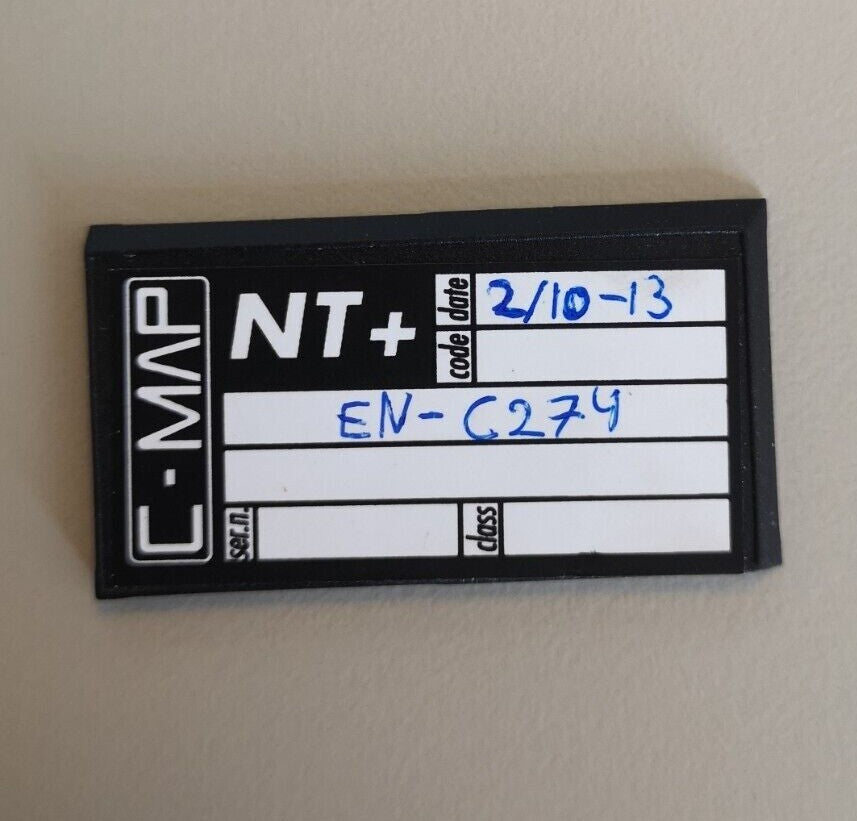 C-MAP
NT+
date 2/10-13
code
EN-C274
ser.n.
class